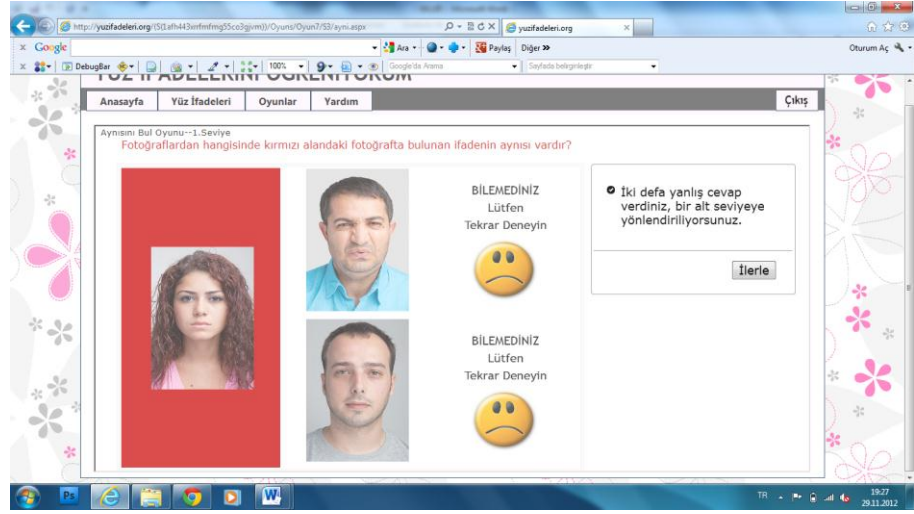 http://yuzifadeleri.org/(S(1afh443xnfmfmg55co3gjvrn))/Oyuns/Oyun7/S3/ayni.aspx
yuzifadeleri.org
Google
Ara
Paylaş
Diğer
Oturum Aç
DebugBar
100%
Google'da Arama
Sayfada belirginleştir
YÜZ İFADELERİNİ ÖĞRENİYORUM
Anasayfa
Yüz İfadeleri
Oyunlar
Yardım
Çıkış
Aynısını Bul Oyunu--1.Seviye
Fotoğraflardan hangisinde kırmızı alandaki fotoğrafta bulunan ifadenin aynısı vardır?
BİLEMEDİNİZ
Lütfen
Tekrar Deneyin
İki defa yanlış cevap
verdiniz, bir alt seviyeye
yönlendiriliyorsunuz.
İlerle
BİLEMEDİNİZ
Lütfen
Tekrar Deneyin
Ps
W
TR
19:27
29.11.2012